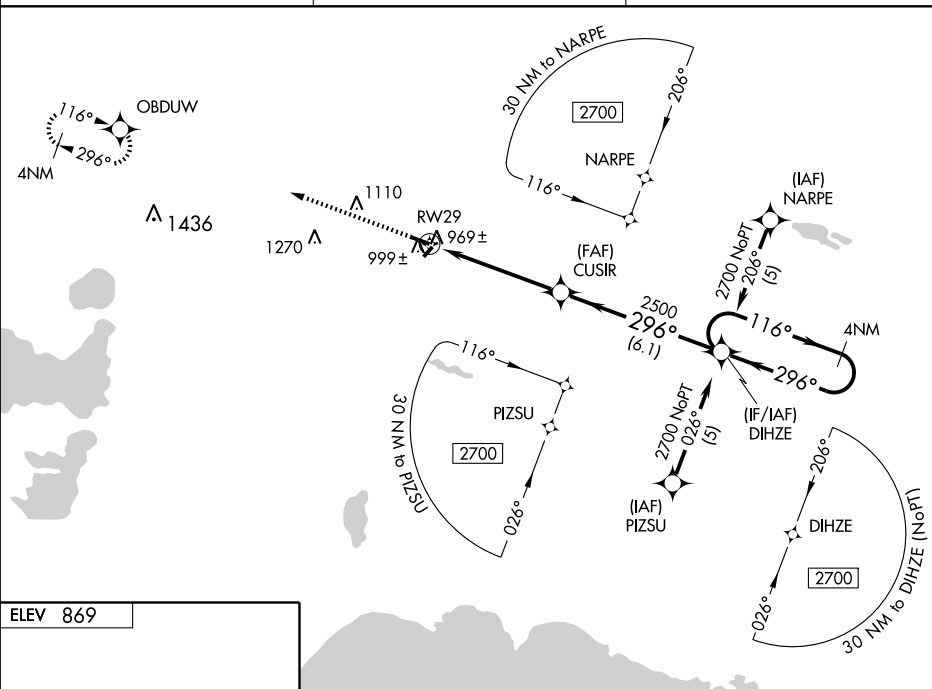 30 NM to NARPE
206°
2700
NARPE
116°
116°
OBDUW
296°
4NM
1436
1110
1270
RW29
969±
999±
(FAF)
CUSIR
(IAF)
NARPE
2700 NoPT
206°
(5)
2500
296°
(6.1)
116°
4NM
296°
(IF/IAF)
DIHZE
2700 NoPT
026°
(5)
(IAF)
PIZSU
116°
PIZSU
30 NM to PIZSU
2700
026°
206°
DIHZE
2700
026°
30 NM to DIHZE (NoPT)
ELEV 869